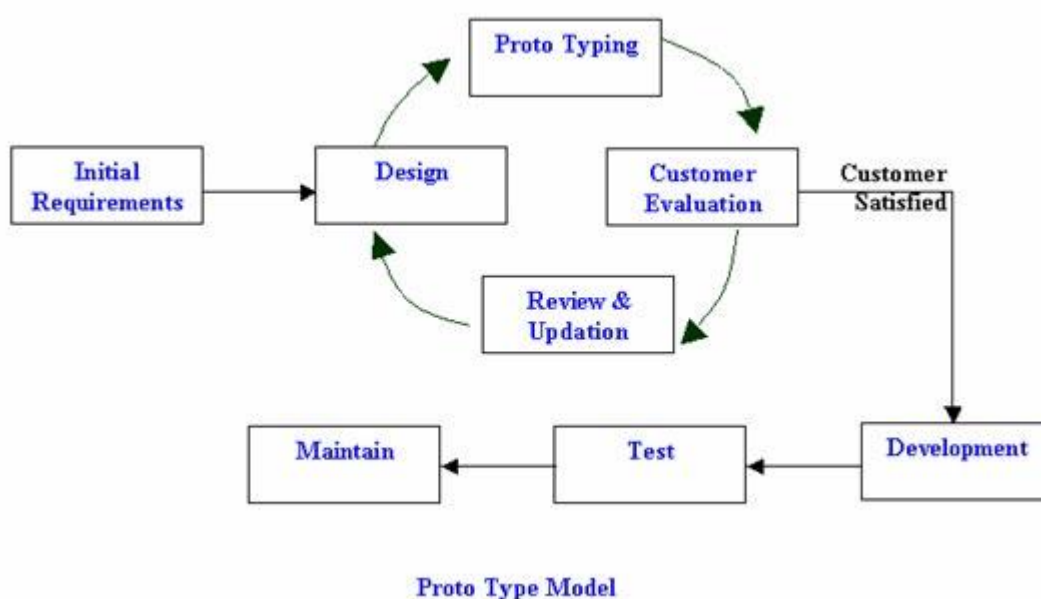 Proto Typing
Initial
Requirements
Design
Customer
Evaluation
Customer
Satisfied
Review &
Updation
Maintain
Test
Development
Proto Type Model